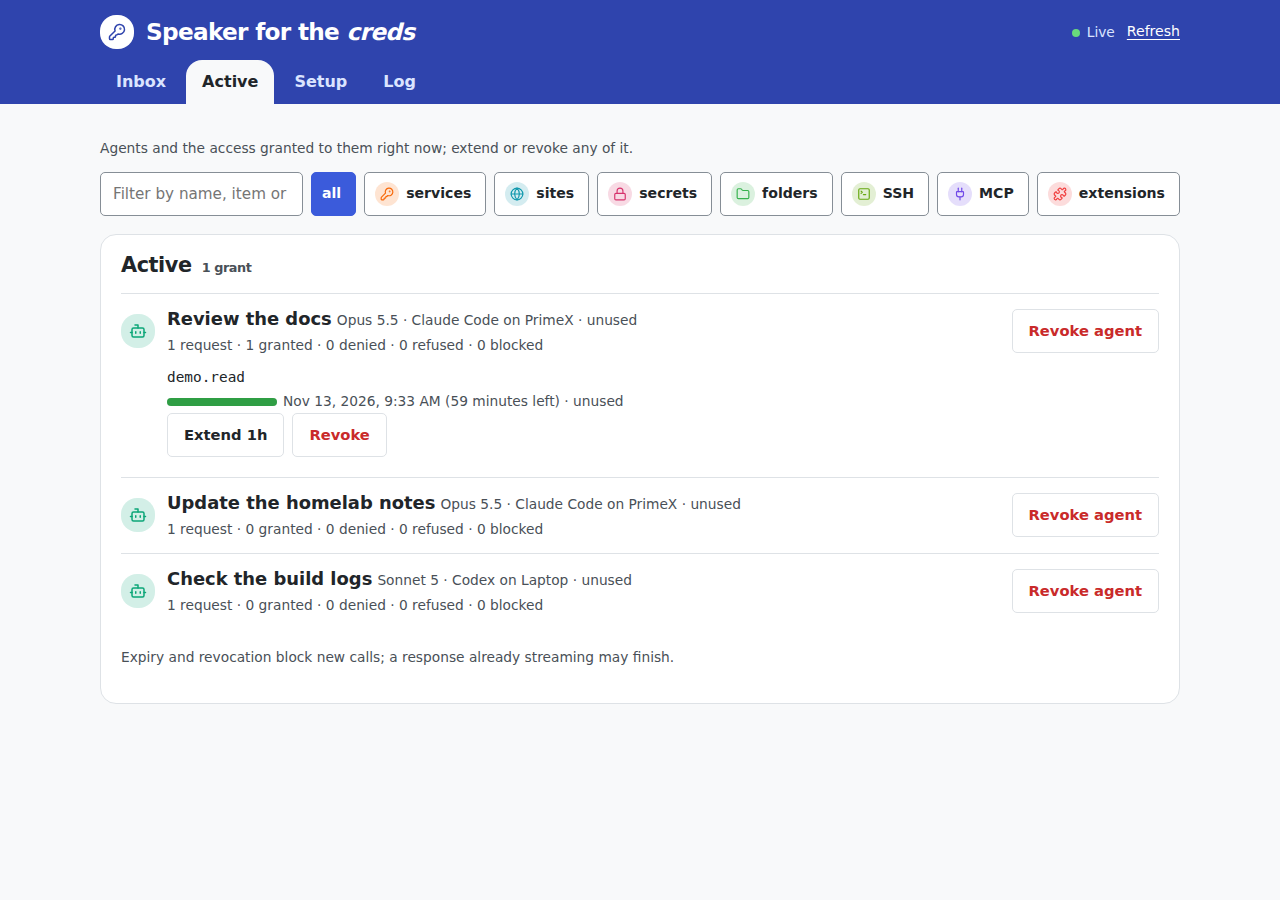 Speaker for the creds
Live Refresh
Inbox Active Setup Log
Agents and the access granted to them right now; extend or revoke any of it.
Filter by name, item or all services sites secrets folders SSH MCP extensions
Active 1 grant
Review the docs Opus 5.5 · Claude Code on PrimeX · unused
Revoke agent
1 request · 1 granted · 0 denied · 0 refused · 0 blocked
demo.read
Nov 13, 2026, 9:33 AM (59 minutes left) · unused
Extend 1h Revoke
Update the homelab notes Opus 5.5 · Claude Code on PrimeX · unused
Revoke agent
1 request · 0 granted · 0 denied · 0 refused · 0 blocked
Check the build logs Sonnet 5 · Codex on Laptop · unused
Revoke agent
1 request · 0 granted · 0 denied · 0 refused · 0 blocked
Expiry and revocation block new calls; a response already streaming may finish.